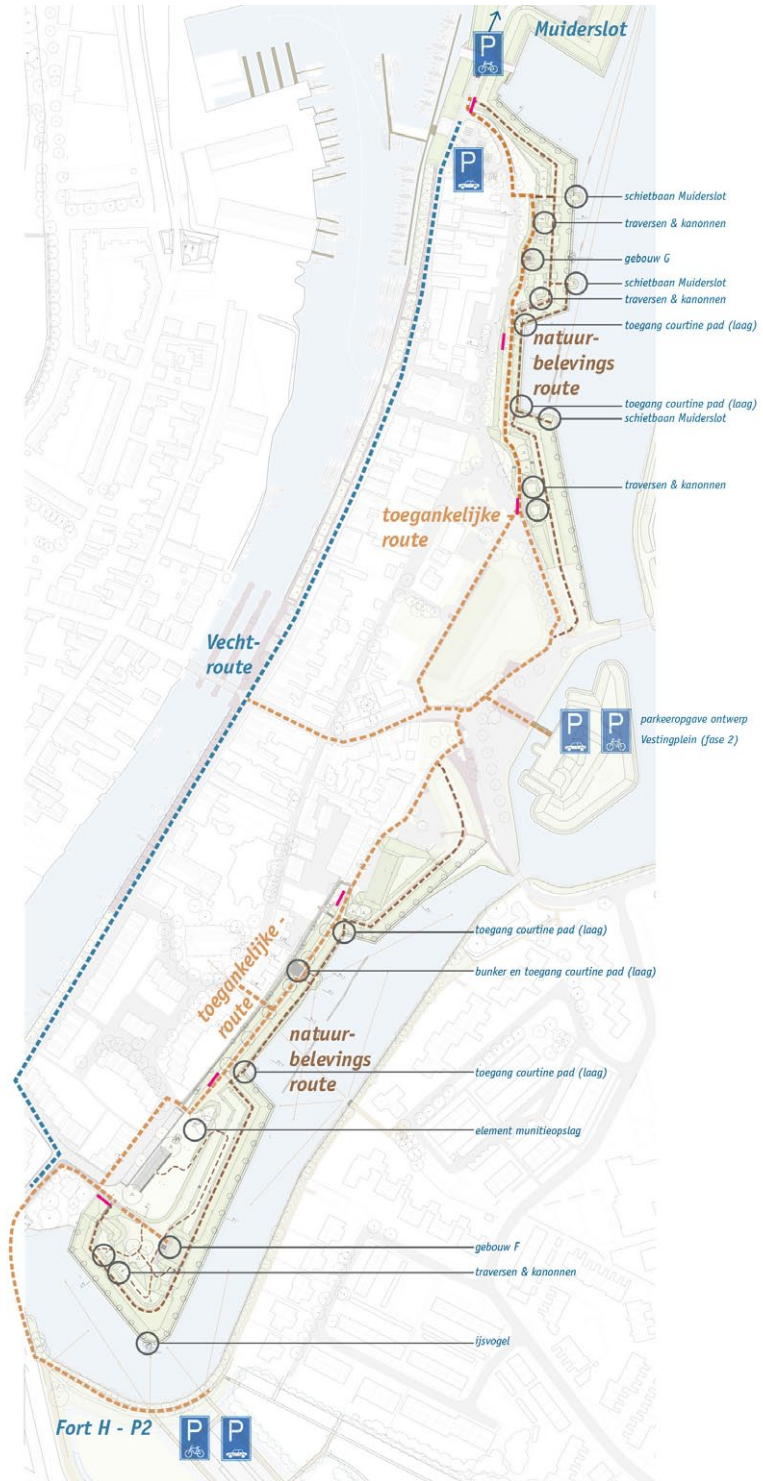 P
Muiderslot
P
schietbaan Muiderslot
traversen & kanonnen
gebouw G
schietbaan Muiderslot
traversen & kanonnen
toegang courtine pad (laag)
natuur-
belevings
route
toegang courtine pad (laag)
schietbaan Muiderslot
traversen & kanonnen
toegankelijke
route
Vecht-
route
P
P
parkeeropgave ontwerp
Vestingplein (fase 2)
toegang courtine pad (laag)
bunker en toegang courtine pad (laag)
toegankelijke -
route
natuur-
belevings
route
toegang courtine pad (laag)
element munitieopslag
gebouw F
traversen & kanonnen
ijsvogel
Fort H - P2
P
P